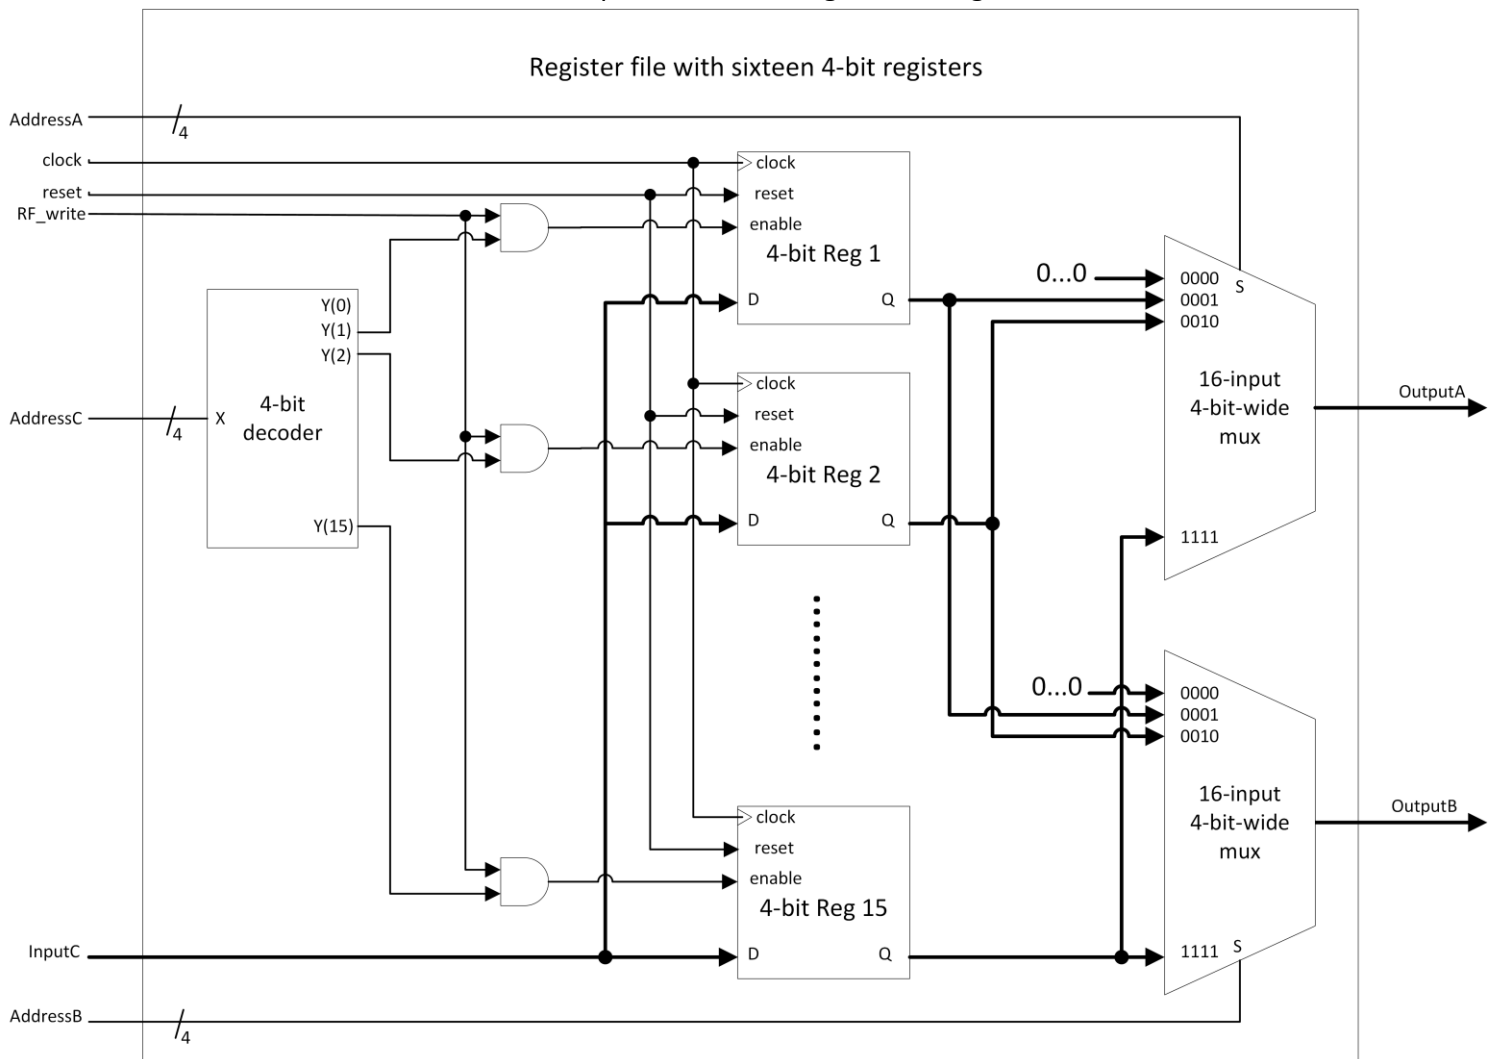 Register file with sixteen 4-bit registers
AddressA
4
clock
reset
RF_write
clock
reset
enable
4-bit Reg 1
D
Q
0...0
0000
0001
0010
S
16-input
4-bit-wide
mux
1111
OutputA
Y(0)
Y(1)
Y(2)
Y(15)
AddressC
4
X
4-bit
decoder
clock
reset
enable
4-bit Reg 2
D
Q
0...0
0000
0001
0010
16-input
4-bit-wide
mux
1111
S
OutputB
clock
reset
enable
4-bit Reg 15
D
Q
InputC
AddressB
4